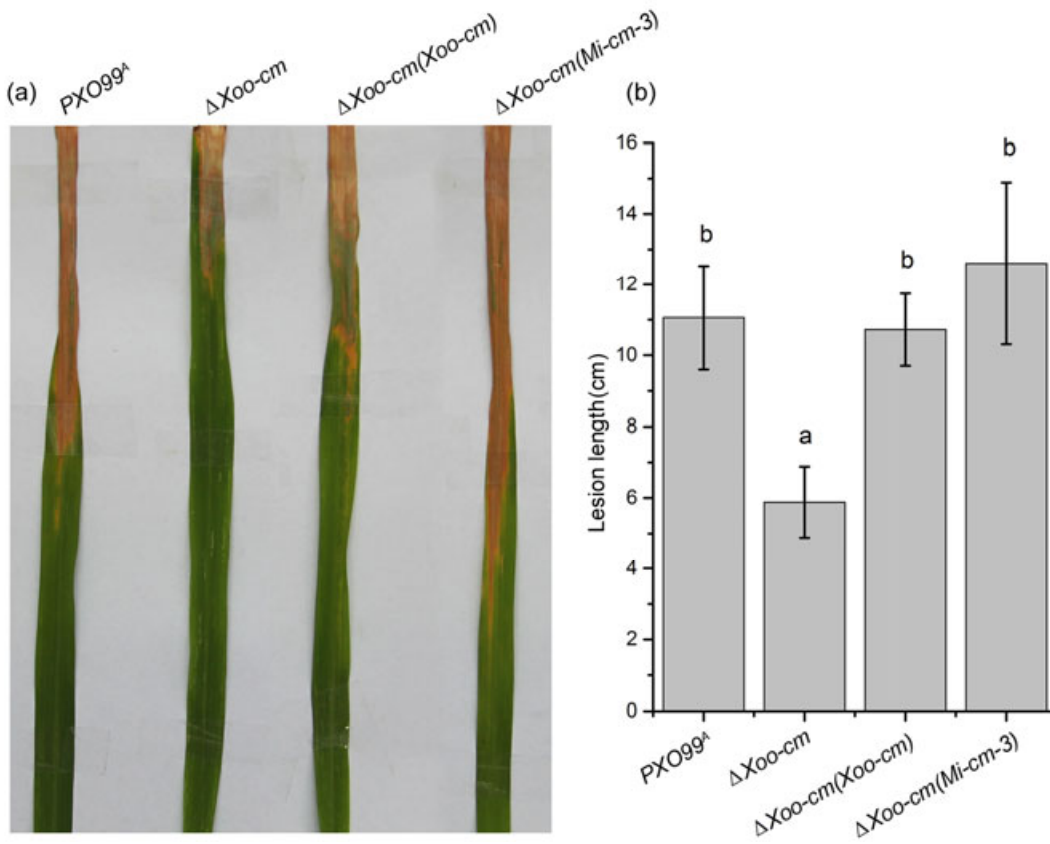 (a)
PXO99ᴬ
ΔXoo-cm
ΔXoo-cm(Xoo-cm)
ΔXoo-cm(Mi-cm-3)
(b)
Lesion length(cm)
16
14
12
10
8
6
4
2
0
b
a
b
b
PXO99ᴬ
ΔXoo-cm
ΔXoo-cm(Xoo-cm)
ΔXoo-cm(Mi-cm-3)